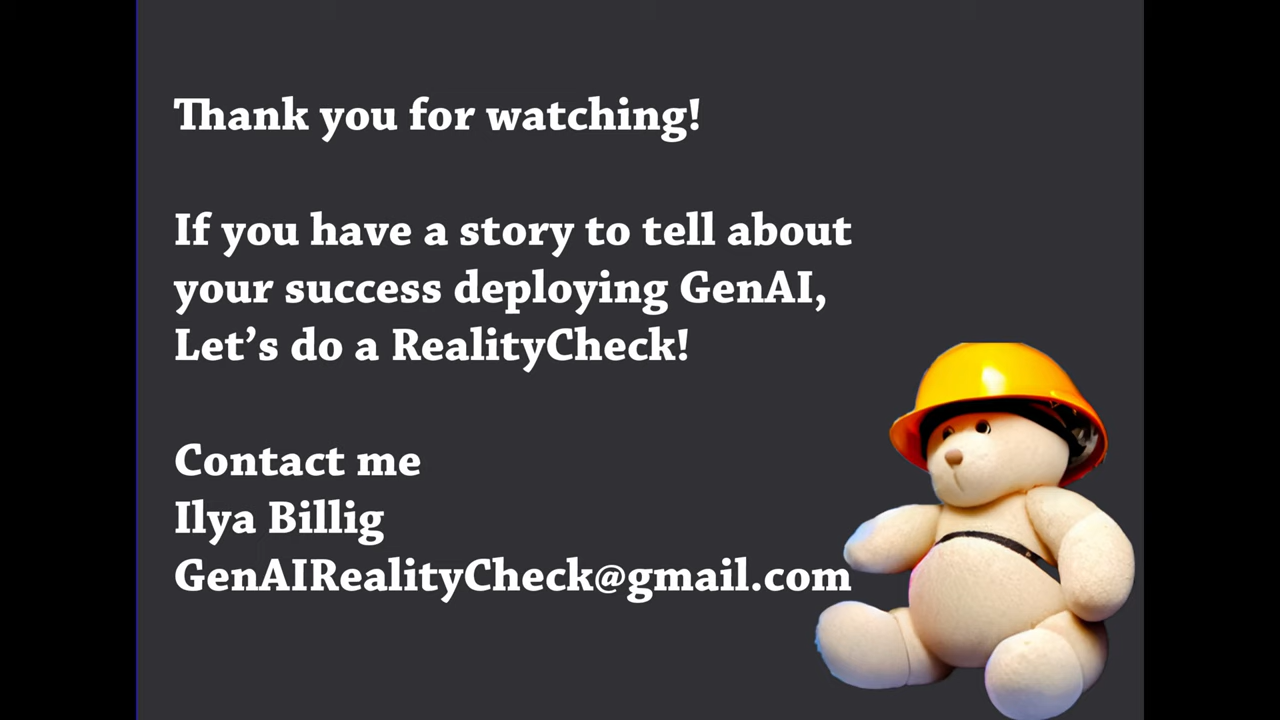 Thank you for watching!
If you have a story to tell about
your success deploying GenAI,
Let’s do a RealityCheck!
Contact me
Ilya Billig
GenAIRealityCheck@gmail.com